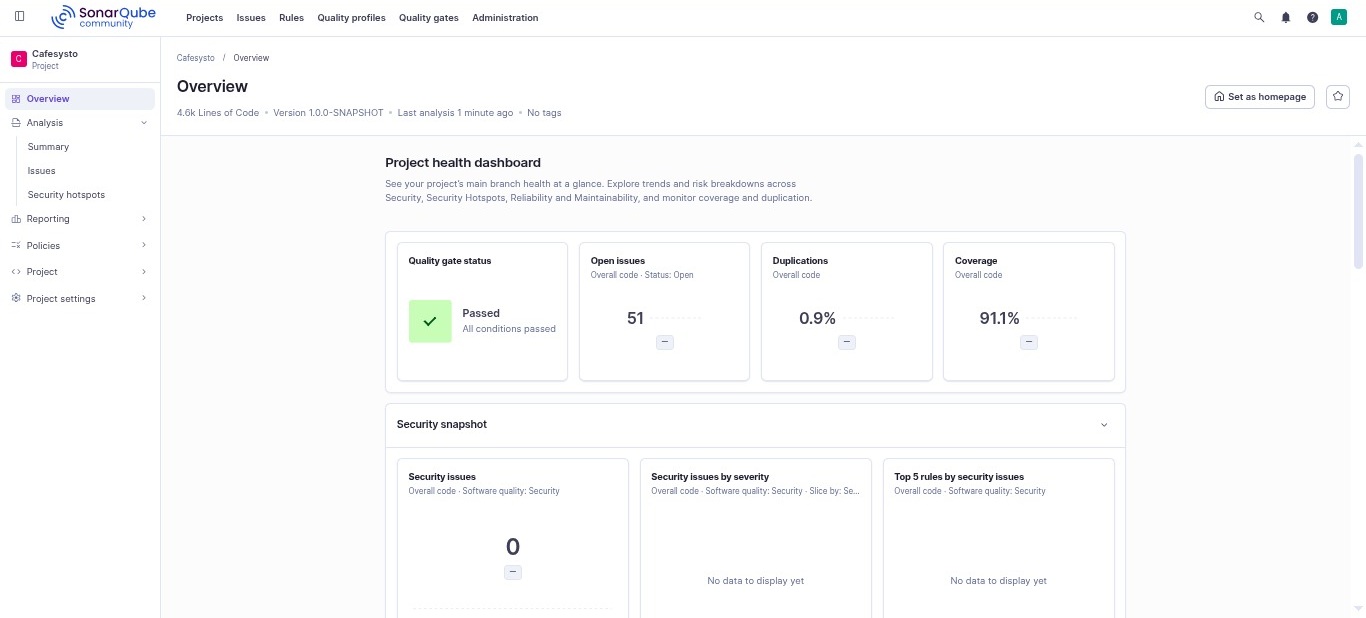 SonarQube
community
Projects
Issues
Rules
Quality profiles
Quality gates
Administration
?
A
C
Cafesysto
Project
Overview
Analysis
Summary
Issues
Security hotspots
Reporting
Policies
Project
Project settings
Cafesysto / Overview
Overview
4.6k Lines of Code • Version 1.0.0-SNAPSHOT • Last analysis 1 minute ago • No tags
Set as homepage
Project health dashboard
See your project's main branch health at a glance. Explore trends and risk breakdowns across
Security, Security Hotspots, Reliability and Maintainability, and monitor coverage and duplication.
Quality gate status
Passed
All conditions passed
Open issues
Overall code · Status: Open
51
Duplications
Overall code
0.9%
Coverage
Overall code
91.1%
Security snapshot
Security issues
Overall code · Software quality: Security
0
Security issues by severity
Overall code · Software quality: Security · Slice by: Se...
No data to display yet
Top 5 rules by security issues
Overall code · Software quality: Security
No data to display yet